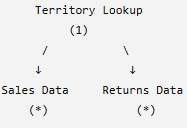 Territory Lookup
(1)
/ \
↓ ↓
Sales Data Returns Data
(*) (*)